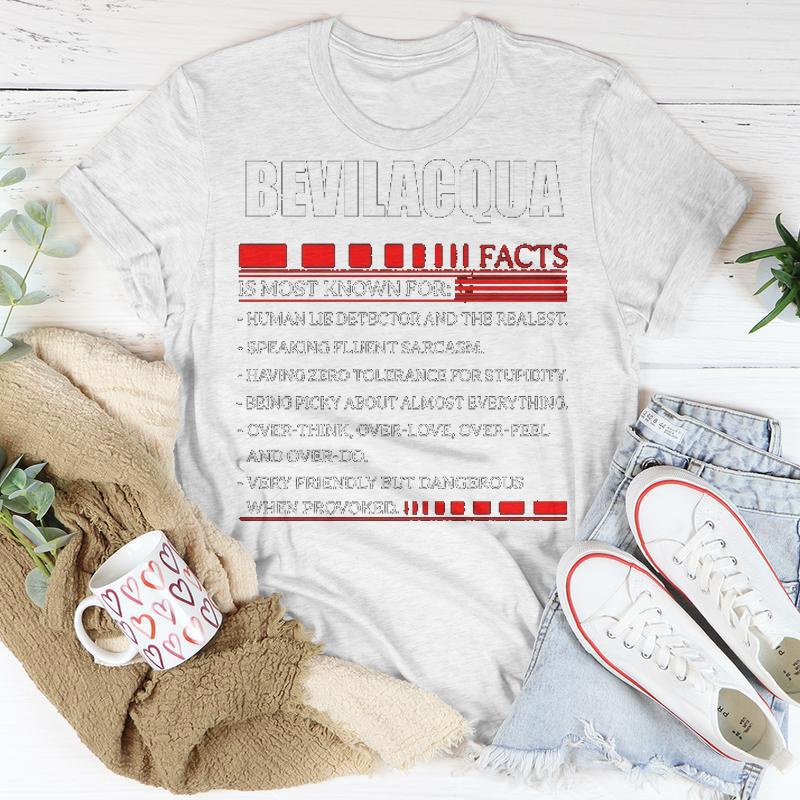 BEVILACQUA
FACTS
IS MOST KNOWN FOR:
- HUMAN LIE DETECTOR AND THE REALEST.
- SPEAKING FLUENT SARCASM.
- HAVING ZERO TOLERANCE FOR STUPIDITY.
- BEING PICKY ABOUT ALMOST EVERYTHING.
- OVER-THINK, OVER-LOVE, OVER-FEEL
AND OVER-DO.
- VERY FRIENDLY BUT DANGEROUS
WHEN PROVOKED.